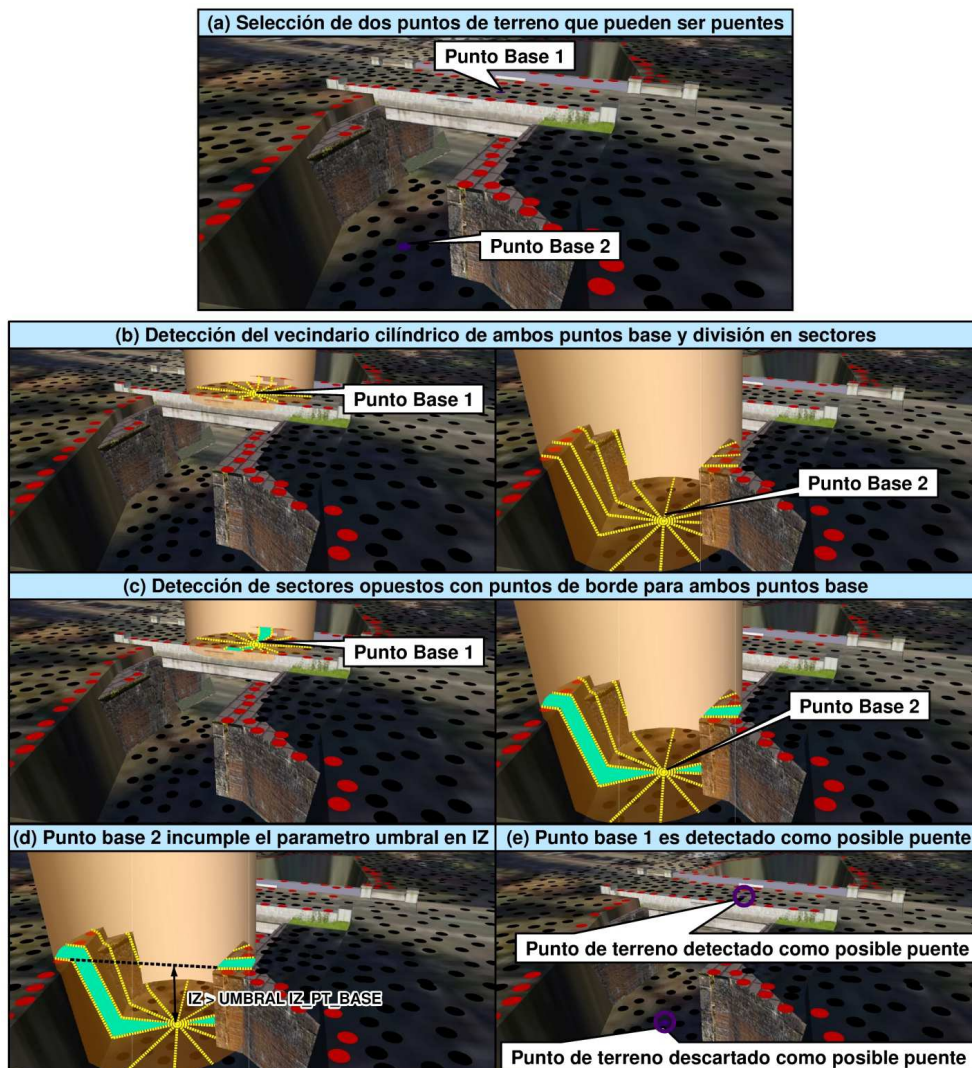 (a) Selección de dos puntos de terreno que pueden ser puentes
Punto Base 1
Punto Base 2
(b) Detección del vecindario cilíndrico de ambos puntos base y división en sectores
Punto Base 1
Punto Base 2
(c) Detección de sectores opuestos con puntos de borde para ambos puntos base
Punto Base 1
Punto Base 2
(d) Punto base 2 incumple el parametro umbral en IZ
IZ > UMBRAL IZ_PT_BASE
(e) Punto base 1 es detectado como posible puente
Punto de terreno detectado como posible puente
Punto de terreno descartado como posible puente